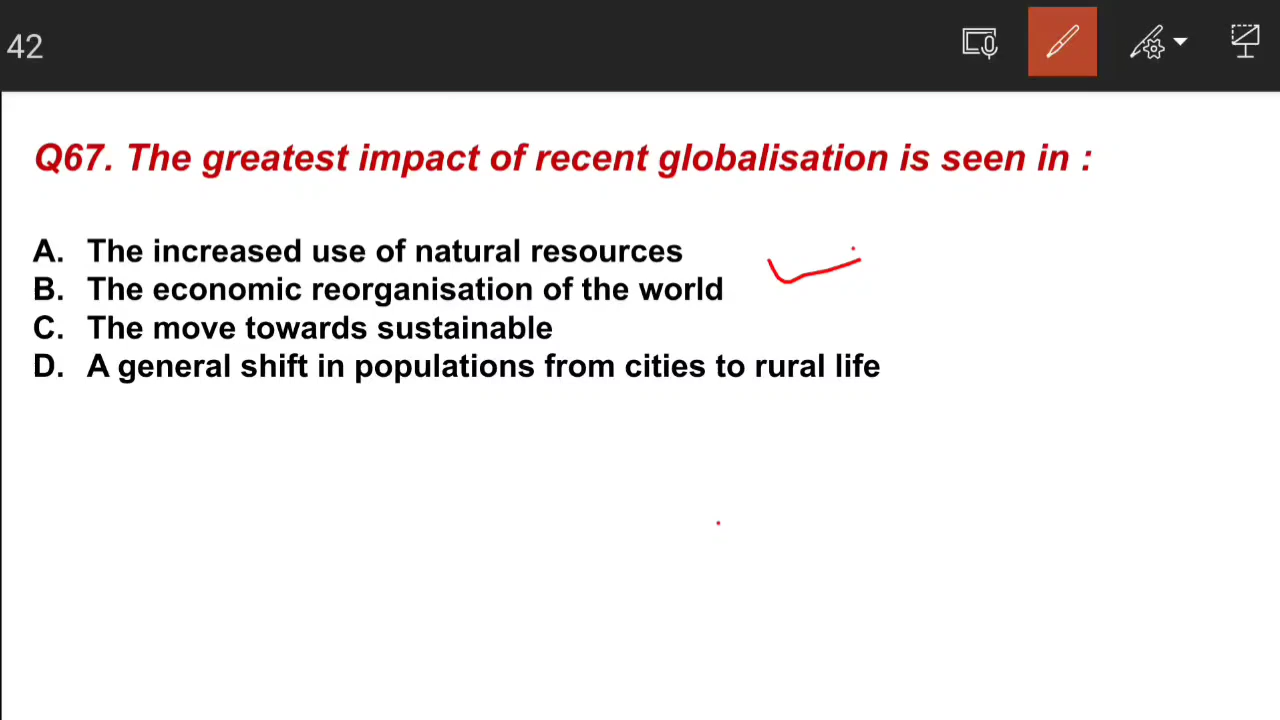 42
Q67. The greatest impact of recent globalisation is seen in :
A. The increased use of natural resources
B. The economic reorganisation of the world
C. The move towards sustainable
D. A general shift in populations from cities to rural life